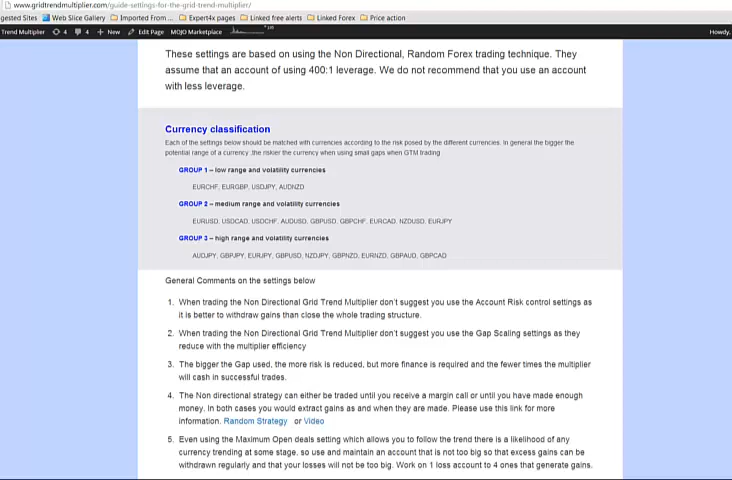 www.gridtrendmultiplier.com/guide-settings-for-the-grid-trend-multiplier/
gested Sites Web Slice Gallery Imported From ... Expert4x pages Linked free alerts Linked Forex Price action
Trend Multiplier 4 4 + New Edit Page MOJO Marketplace Howdy,
These settings are based on using the Non Directional, Random Forex trading technique. They
assume that an account of using 400:1 leverage. We do not recommend that you use an account
with less leverage.
Currency classification
Each of the settings below should be matched with currencies according to the risk posed by the different currencies. In general the bigger the
potential range of a currency ,the riskier the currency when using small gaps when GTM trading
GROUP 1 – low range and volatility currencies
EURCHF, EURGBP, USDJPY, AUDNZD
GROUP 2 – medium range and volatility currencies
EURUSD, USDCAD, USDCHF, AUDUSD, GBPUSD, GBPCHF, EURCAD, NZDUSD, EURJPY
GROUP 3 – high range and volatility currencies
AUDJPY, GBPJPY, EURJPY, GBPUSD, NZDJPY, GBPNZD, EURNZD, GBPAUD, GBPCAD
General Comments on the settings below
1. When trading the Non Directional Grid Trend Multiplier don't suggest you use the Account Risk control settings as
it is better to withdraw gains than close the whole trading structure.
2. When trading the Non Directional Grid Trend Multiplier don't suggest you use the Gap Scaling settings as they
reduce with the multiplier efficiency
3. The bigger the Gap used, the more risk is reduced, but more finance is required and the fewer times the multiplier
will cash in successful trades.
4. The Non directional strategy can either be traded until you receive a margin call or until you have made enough
money. In both cases you would extract gains as and when they are made. Please use this link for more
information. Random Strategy or Video
5. Even using the Maximum Open deals setting which allows you to follow the trend there is a likelihood of any
currency trending at some stage, so use and maintain an account that is not too big so that excess gains can be
withdrawn regularly and that your losses will not be too big. Work on 1 loss account to 4 ones that generate gains.